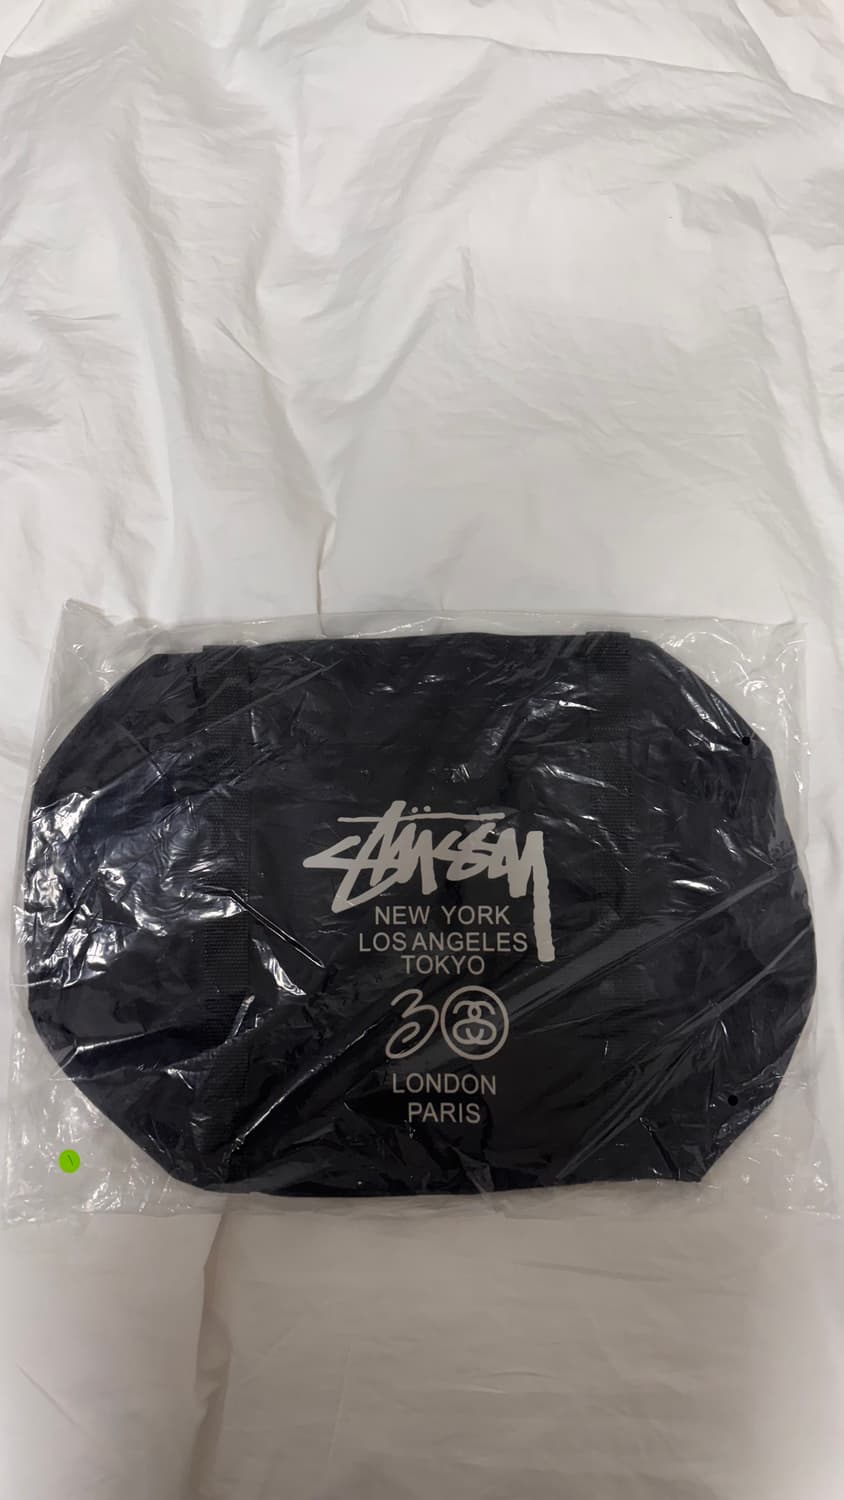 STÜSSY
NEW YORK
LOS ANGELES
TOKYO
30
LONDON
PARIS